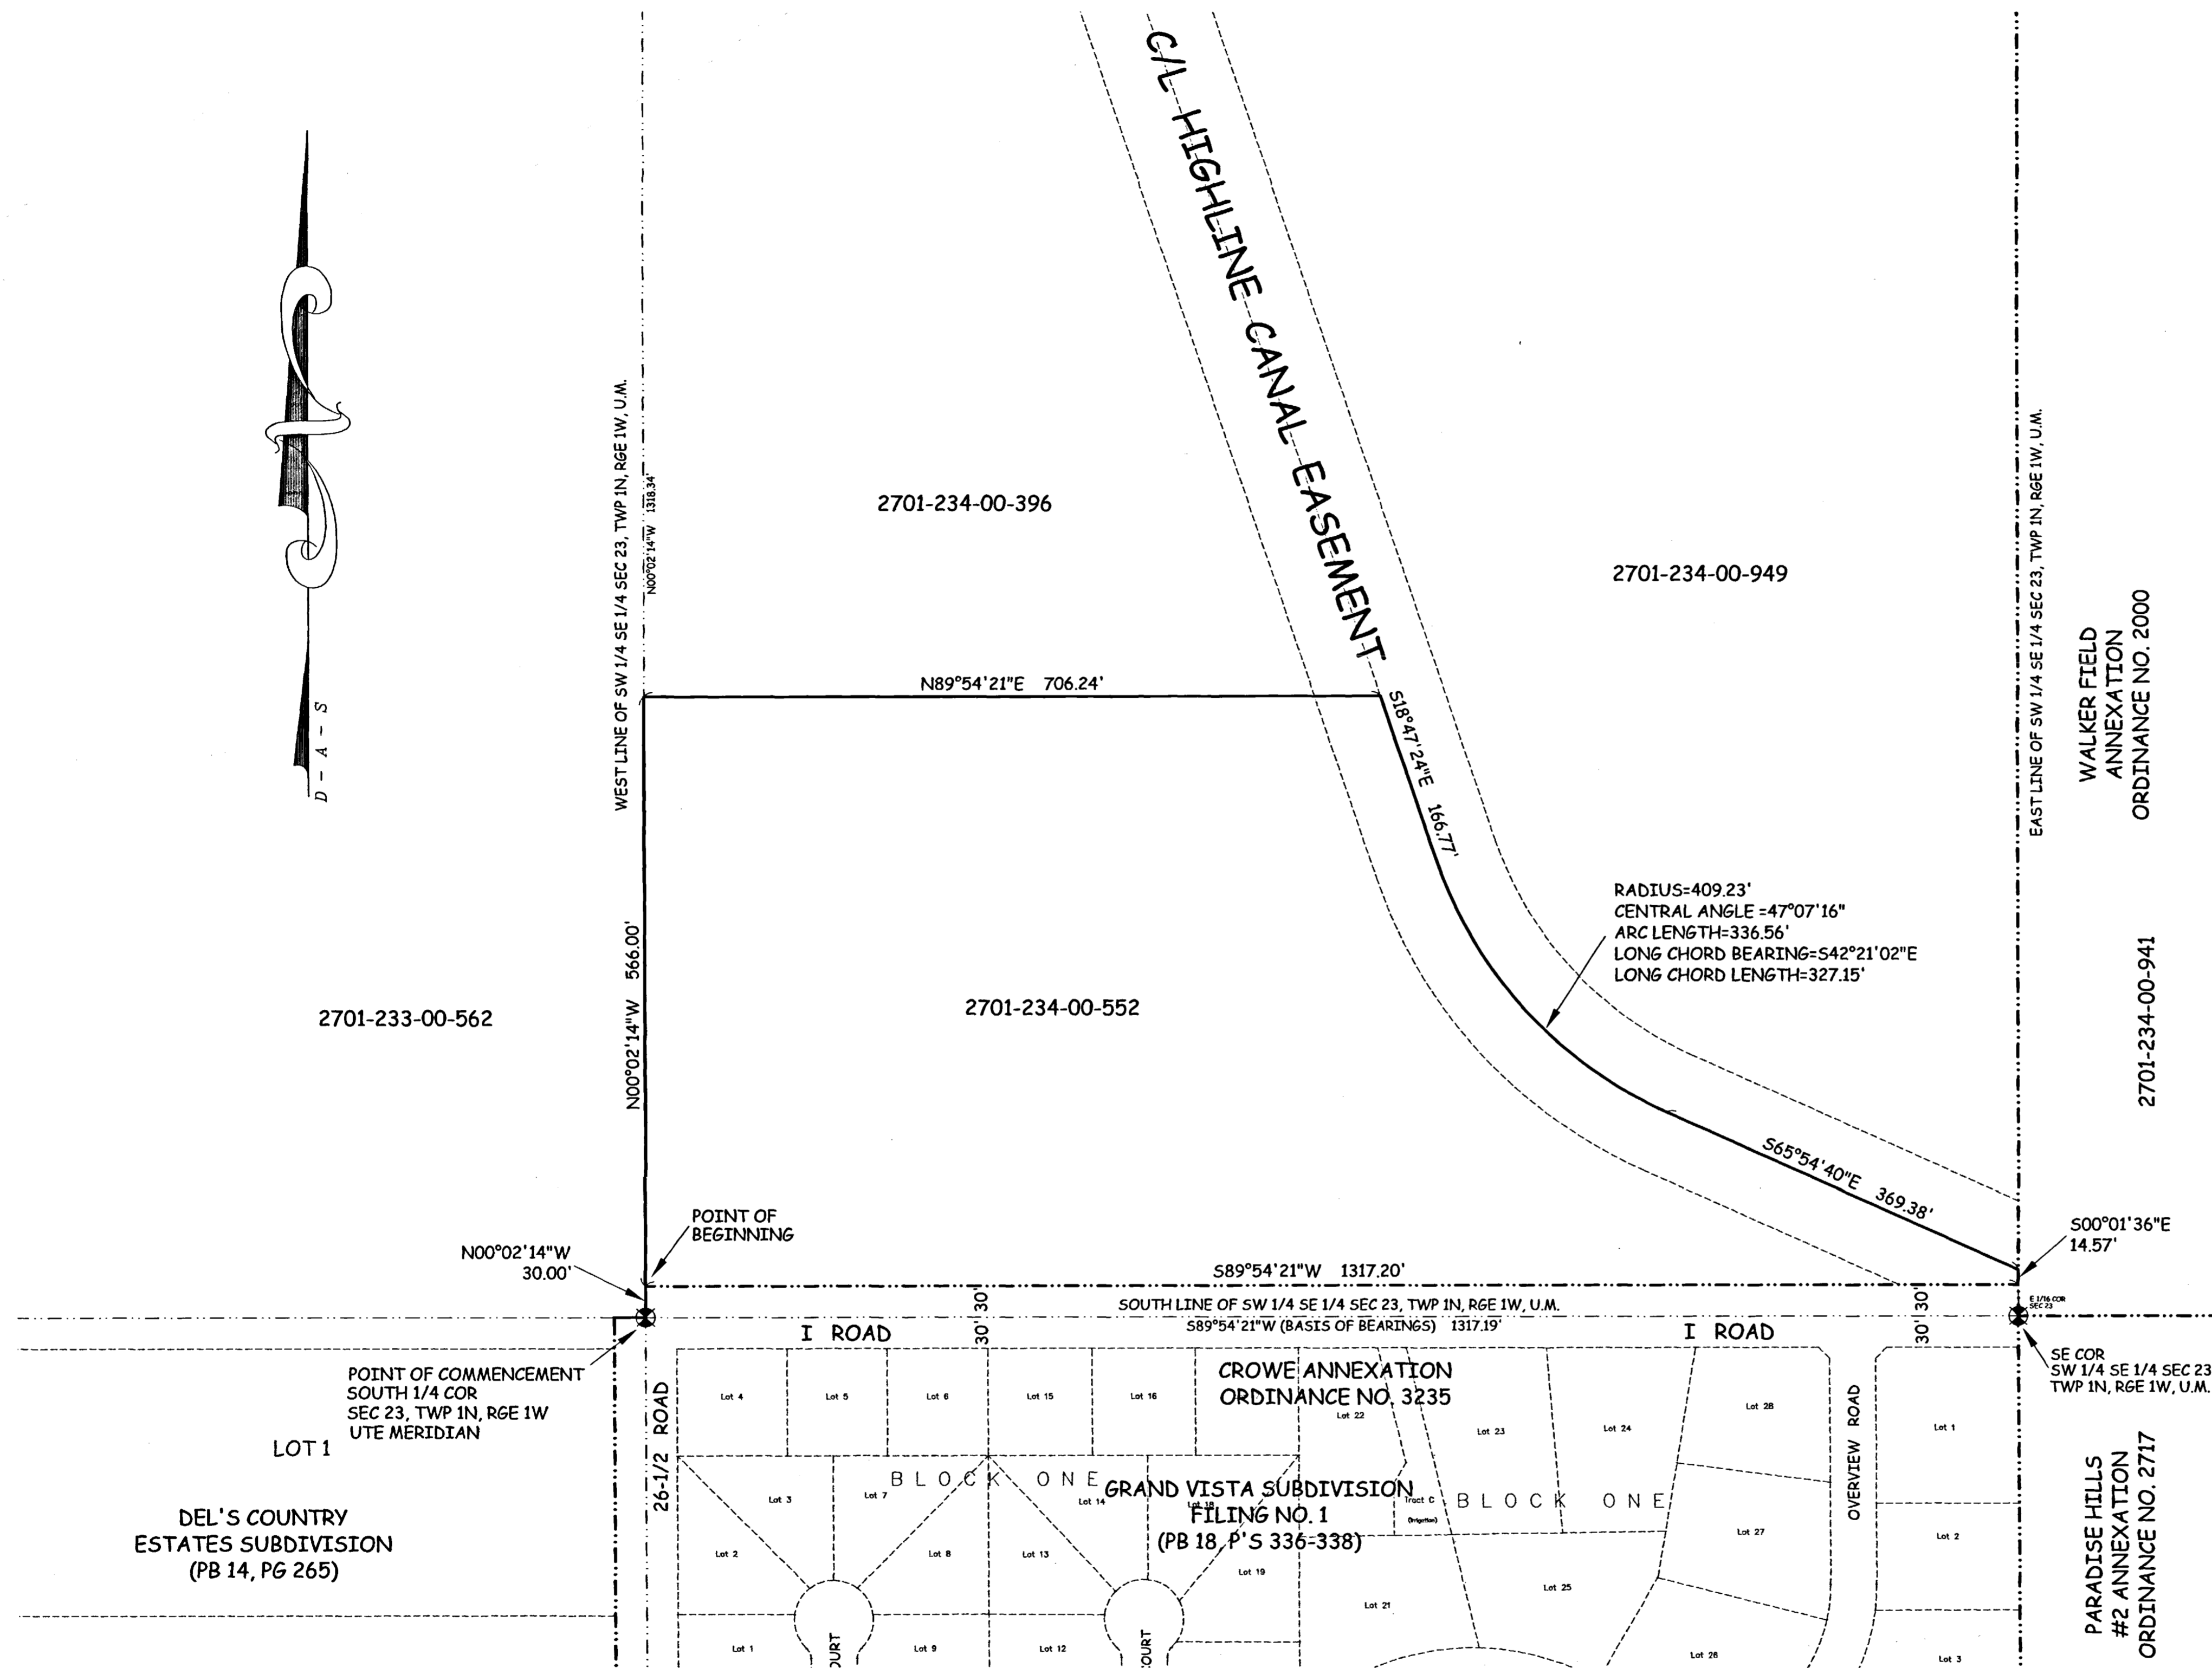 C/L HIGHLINE CANAL EASEMENT
D - A - S
WEST LINE OF SW 1/4 SE 1/4 SEC 23, TWP 1N, RGE 1W, U.M.
N00°02'14"W 1318.34'
2701-234-00-396
2701-234-00-949
EAST LINE OF SW 1/4 SE 1/4 SEC 23, TWP 1N, RGE 1W, U.M.
WALKER FIELD
ANNEXATION
ORDINANCE NO. 2000
N89°54'21"E 706.24'
S18°47'24"E 166.77'
RADIUS=409.23'
CENTRAL ANGLE =47°07'16"
ARC LENGTH=336.56'
LONG CHORD BEARING=S42°21'02"E
LONG CHORD LENGTH=327.15'
N00°02'14"W 566.00'
2701-233-00-562
2701-234-00-552
2701-234-00-941
S65°54'40"E 369.38'
POINT OF
BEGINNING
N00°02'14"W
30.00'
S00°01'36"E
14.57'
S89°54'21"W 1317.20'
30'
30'
SOUTH LINE OF SW 1/4 SE 1/4 SEC 23, TWP 1N, RGE 1W, U.M.
S89°54'21"W (BASIS OF BEARINGS) 1317.19'
30'
30'
E 1/16 COR
SEC 23
I ROAD
I ROAD
POINT OF COMMENCEMENT
SOUTH 1/4 COR
SEC 23, TWP 1N, RGE 1W
UTE MERIDIAN
SE COR
SW 1/4 SE 1/4 SEC 23
TWP 1N, RGE 1W, U.M.
CROWE ANNEXATION
ORDINANCE NO. 3235
26-1/2 ROAD
Lot 4
Lot 5
Lot 6
Lot 15
Lot 16
Lot 22
Lot 23
Lot 24
Lot 28
OVERVIEW ROAD
Lot 1
LOT 1
DEL'S COUNTRY
ESTATES SUBDIVISION
(PB 14, PG 265)
BLOCK ONE
GRAND VISTA SUBDIVISION
FILING NO. 1
(PB 18, P'S 336-338)
BLOCK ONE
Lot 3
Lot 7
Lot 14
Lot 18
Tract C
(Irrigation)
Lot 27
Lot 2
Lot 2
Lot 8
Lot 13
Lot 19
Lot 21
Lot 25
Lot 1
OURT
Lot 9
Lot 12
COURT
Lot 26
Lot 3
PARADISE HILLS
#2 ANNEXATION
ORDINANCE NO. 2717